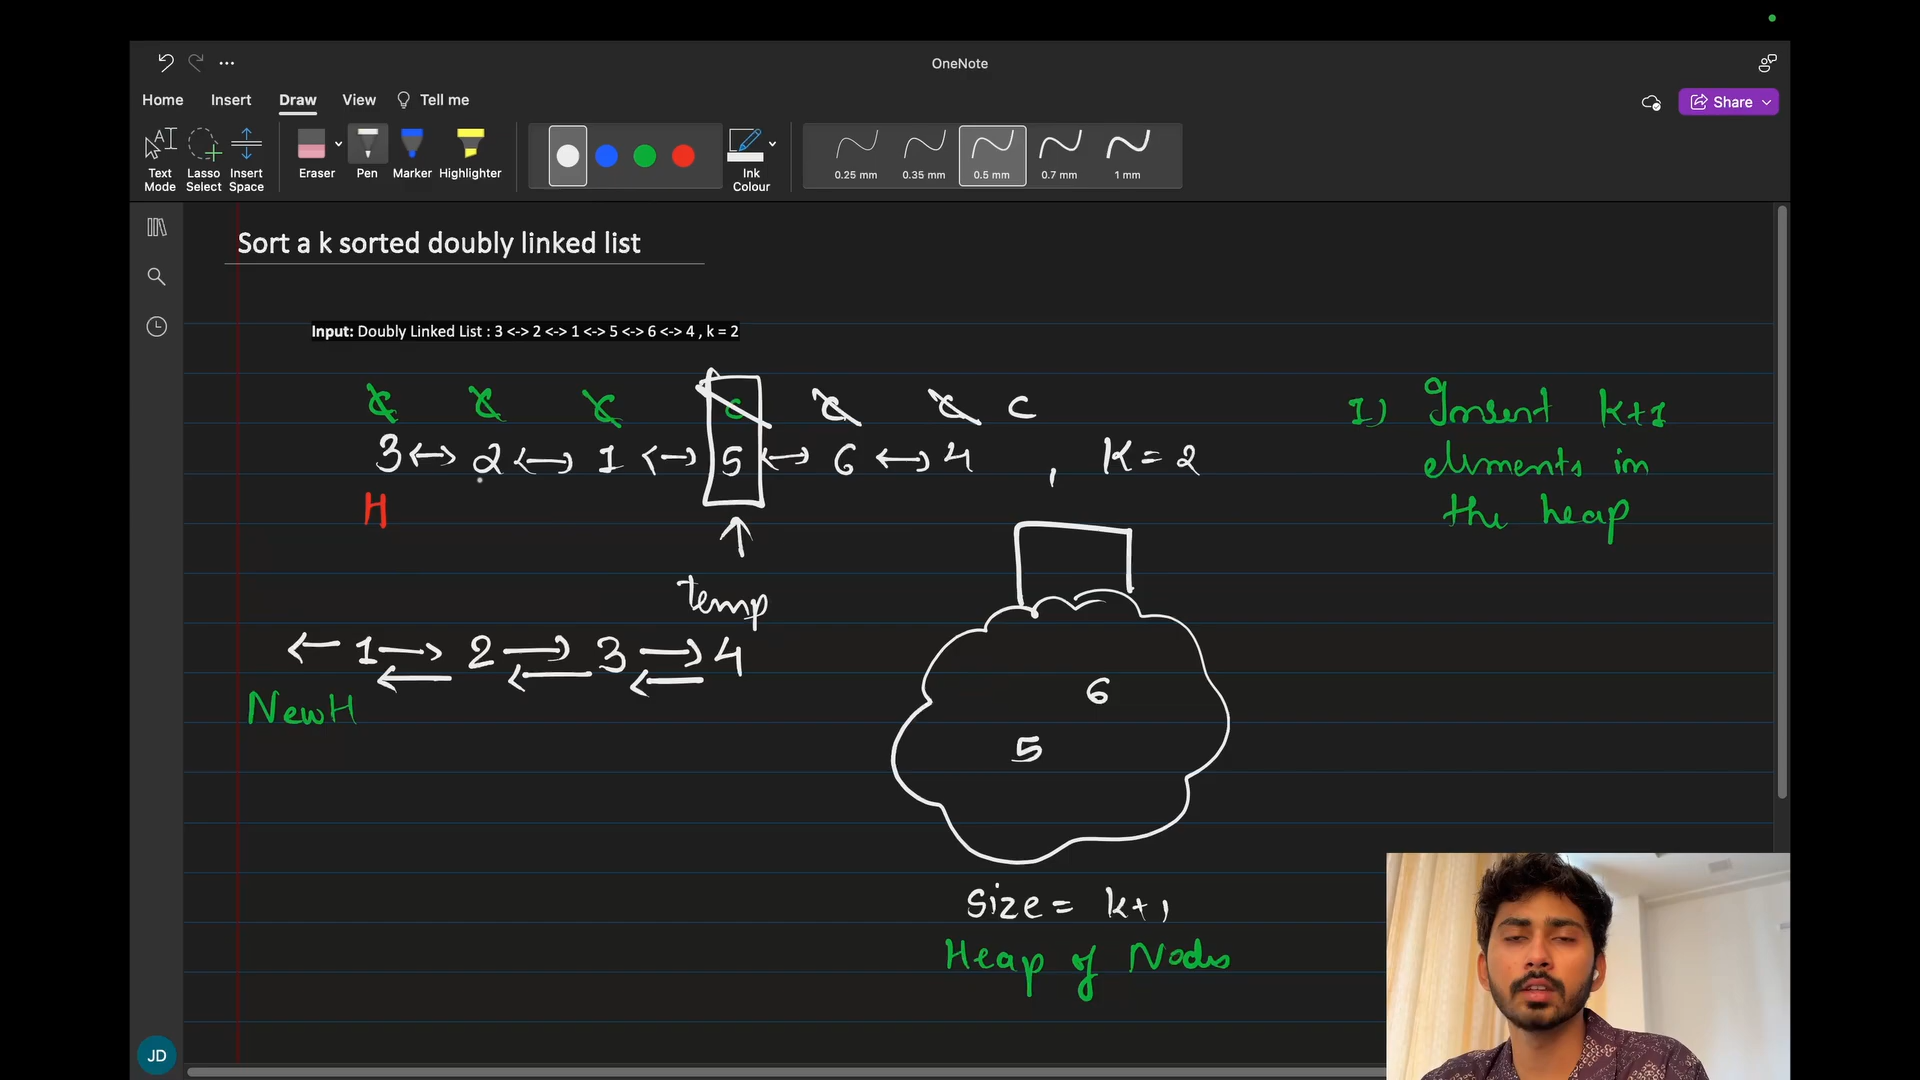 OneNote
Home Insert Draw View Tell me
Share
Text Mode
Lasso Select
Insert Space
Eraser
Pen
Marker
Highlighter
Ink Colour
0.25 mm
0.35 mm
0.5 mm
0.7 mm
1 mm
Sort a k sorted doubly linked list
Input: Doubly Linked List : 3 <-> 2 <-> 1 <-> 5 <-> 6 <-> 4 , k = 2
C C C C C C C
3 ↔ 2 ↔ 1 ↔ 5 ↔ 6 ↔ 4 , K = 2
H
temp
← 1 ⇄ 2 ⇄ 3 ⇄ 4
NewH
1) Insert k+1
elements in
the heap
6
5
Size = k+1
Heap of Nodes
JD